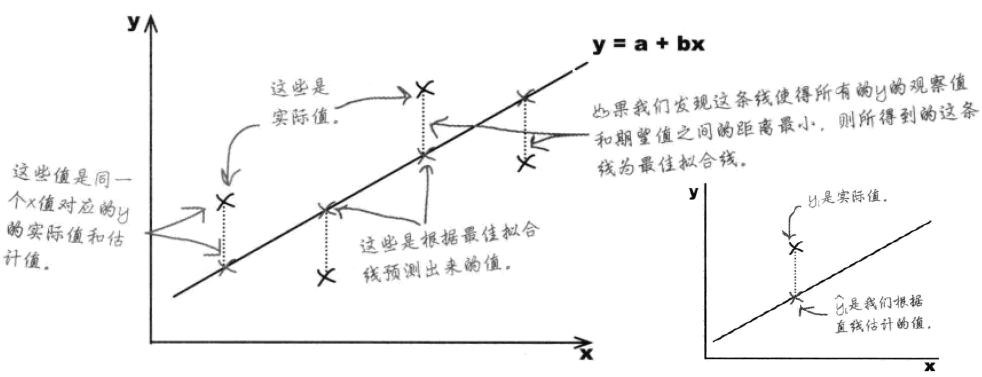 y
y = a + bx
这些是
实际值。
如果我们发现这条线使得所有的y的观察值
和期望值之间的距离最小，则所得到的这条
线为最佳拟合线。
这些值是同一
个x值对应的y
的实际值和估
计值。
这些是根据最佳拟合
线预测出来的值。
x
y
yᵢ是实际值。
ŷᵢ是我们根据
直线估计的值。
x